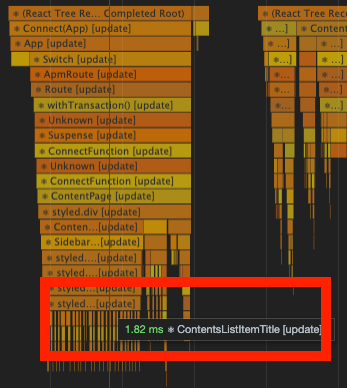 ⚛ (React Tree Re... Completed Root)
⚛ (React Tree Reco
⚛ Connect(App) [update]
⚛ ...]
⚛ Conten
⚛ App [update]
⚛ ...]
⚛ ...]
⚛ Switch [update]
⚛ ...]
⚛ ...]
⚛ ApmRoute [update]
⚛...]
⚛...]
⚛ Route [update]
⚛...]
⚛...]
⚛ withTransaction() [update]
⚛...]
⚛...]
⚛ Unknown [update]
⚛ Suspense [update]
⚛ ConnectFunction [update]
⚛ Unknown [update]
⚛ ConnectFunction [update]
⚛ ContentPage [update]
⚛ styled.div [update]
⚛ Conten... [update]
⚛ Sidebar...[update]
⚛ styled....[update]
⚛ styled....[update]
⚛ styled...[update]
⚛ styled...[update]
1.82 ms ⚛ ContentsListItemTitle [update]